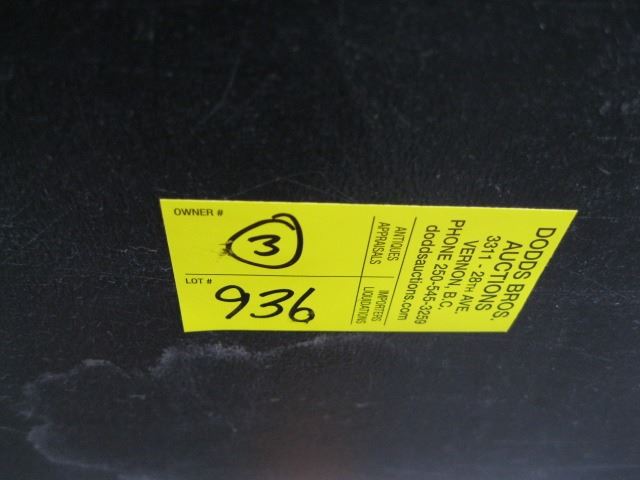 OWNER #
3
LOT #
936
DODDS BROS.
AUCTIONS
3311 - 28TH AVE.
VERNON, B.C.
PHONE 250-545-3259
doddsauctions.com
ANTIQUES
APPRAISALS
IMPORTERS
LIQUIDATIONS